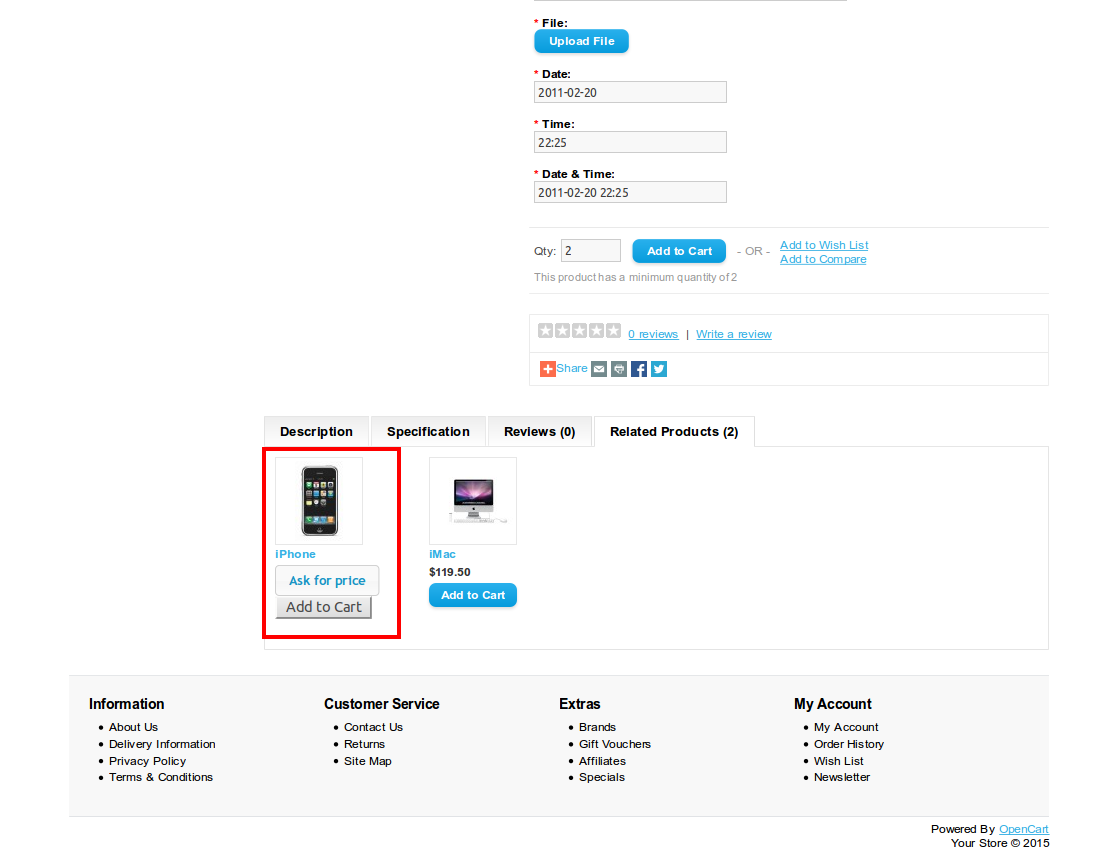 * File:
Upload File
* Date:
2011-02-20
* Time:
22:25
* Date & Time:
2011-02-20 22:25
Qty: 2 Add to Cart - OR - Add to Wish List
Add to Compare
This product has a minimum quantity of 2
0 reviews | Write a review
Share
Description Specification Reviews (0) Related Products (2)
iPhone
Ask for price
Add to Cart
iMac
$119.50
Add to Cart
Information
• About Us
• Delivery Information
• Privacy Policy
• Terms & Conditions
Customer Service
• Contact Us
• Returns
• Site Map
Extras
• Brands
• Gift Vouchers
• Affiliates
• Specials
My Account
• My Account
• Order History
• Wish List
• Newsletter
Powered By OpenCart
Your Store © 2015